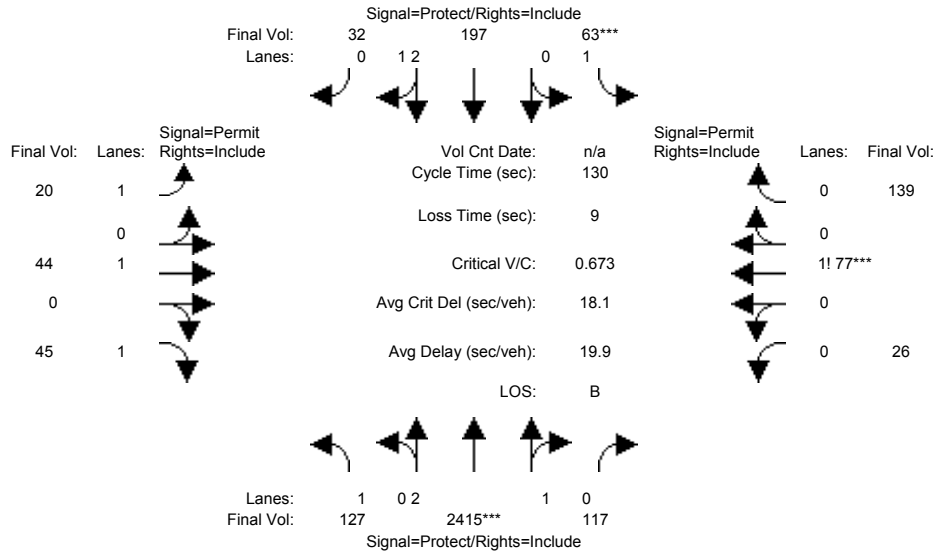 Signal=Protect/Rights=Include
Final Vol: 32 197 63***
Lanes: 0 1 2 0 1
Signal=Permit
Final Vol: Lanes: Rights=Include
Vol Cnt Date: n/a
Signal=Permit
Rights=Include Lanes: Final Vol:
Cycle Time (sec): 130
20 1
0 139
Loss Time (sec): 9
0
0
44 1
Critical V/C: 0.673
1! 77***
0
Avg Crit Del (sec/veh): 18.1
0
45 1
Avg Delay (sec/veh): 19.9
0 26
LOS: B
Lanes: 1 0 2 1 0
Final Vol: 127 2415*** 117
Signal=Protect/Rights=Include